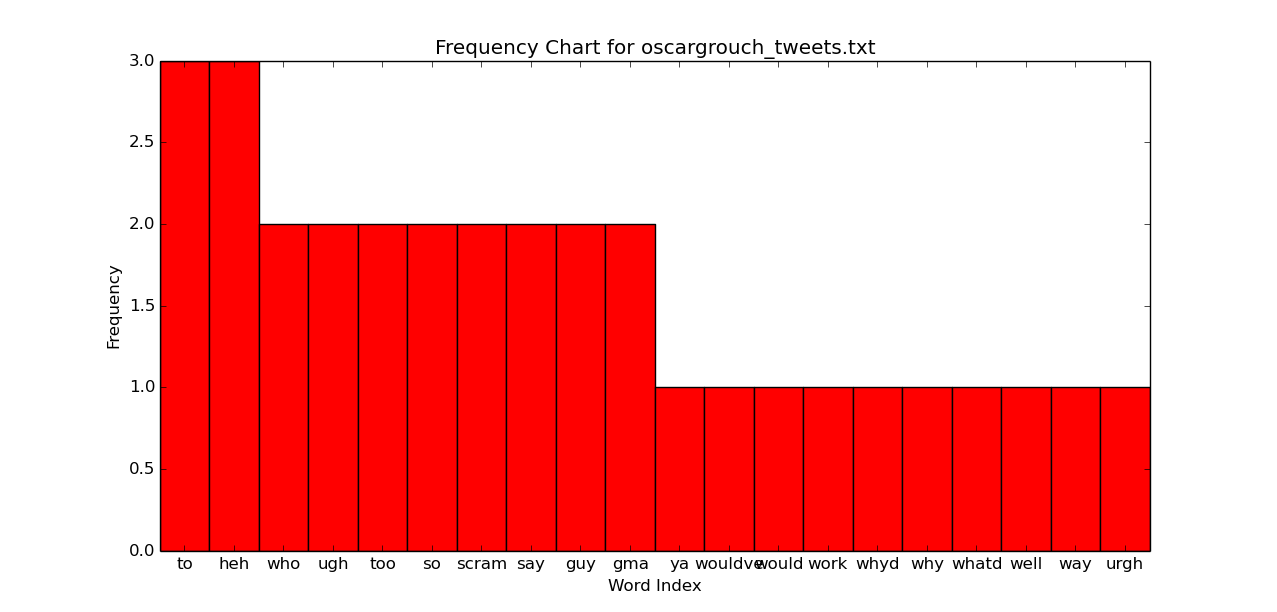 Frequency Chart for oscargrouch_tweets.txt
3.0
2.5
2.0
1.5
1.0
0.5
0.0
Frequency
to heh who ugh too so scram say guy gma ya wouldve would work whyd why whatd well way urgh
Word Index